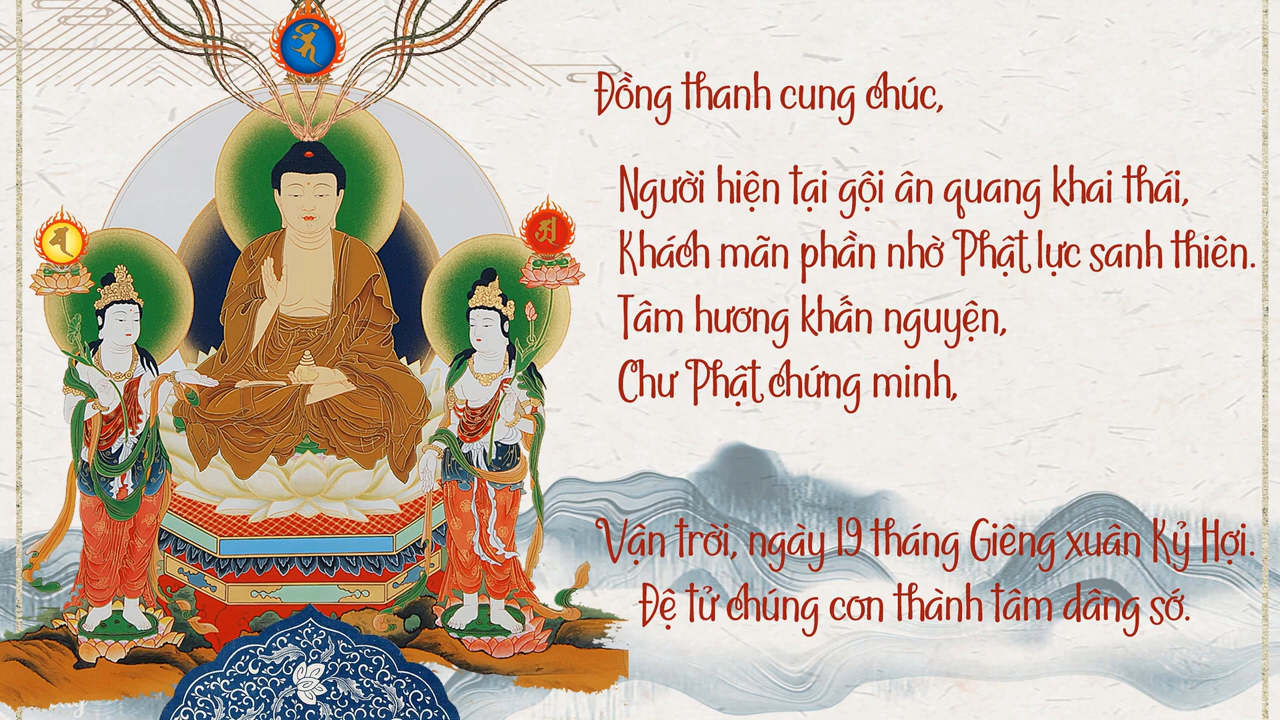 Đồng thanh cung chúc,
Người hiện tại gội ân quang khai thái,
Khách mãn phần nhờ Phật lực sanh thiên.
Tâm hương khẩn nguyện,
Chư Phật chứng minh,
Vận trời, ngày 19 tháng Giêng xuân Kỷ Hợi.
Đệ tử chúng con thành tâm dâng sớ.